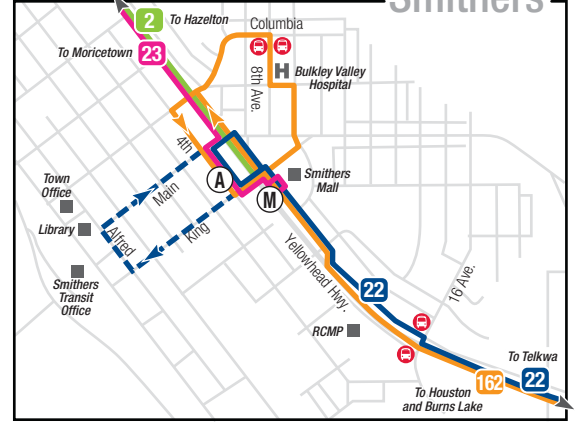 Smithers
2
To Hazelton
Columbia
To Moricetown
23
8th Ave.
H
Bulkley Valley
Hospital
4th
A
M
Smithers
Mall
Town
Office
Main
Library
Alfred
King
Smithers
Transit
Office
Yellowhead Hwy.
22
16 Ave.
RCMP
To Telkwa
162
22
To Houston
and Burns Lake